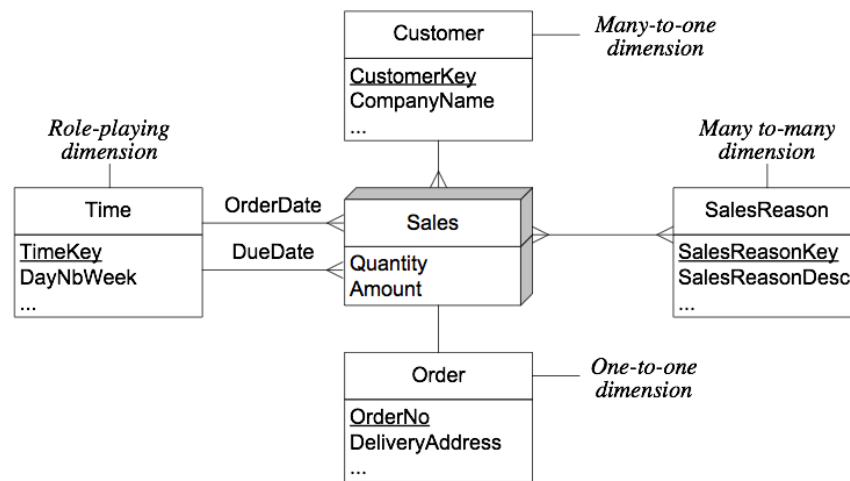 Customer
Many-to-one
dimension
CustomerKey
CompanyName
...
Role-playing
dimension
Many to-many
dimension
Time
OrderDate
Sales
SalesReason
TimeKey
DayNbWeek
...
DueDate
Quantity
Amount
SalesReasonKey
SalesReasonDesc
...
Order
One-to-one
dimension
OrderNo
DeliveryAddress
...